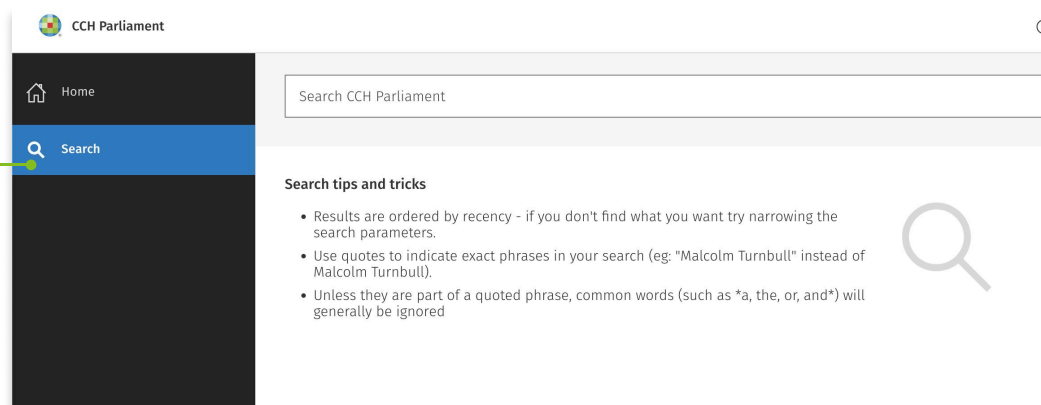 CCH Parliament
Home
Search CCH Parliament
Search
Search tips and tricks
• Results are ordered by recency - if you don't find what you want try narrowing the
search parameters.
• Use quotes to indicate exact phrases in your search (eg: "Malcolm Turnbull" instead of
Malcolm Turnbull).
• Unless they are part of a quoted phrase, common words (such as *a, the, or, and*) will
generally be ignored